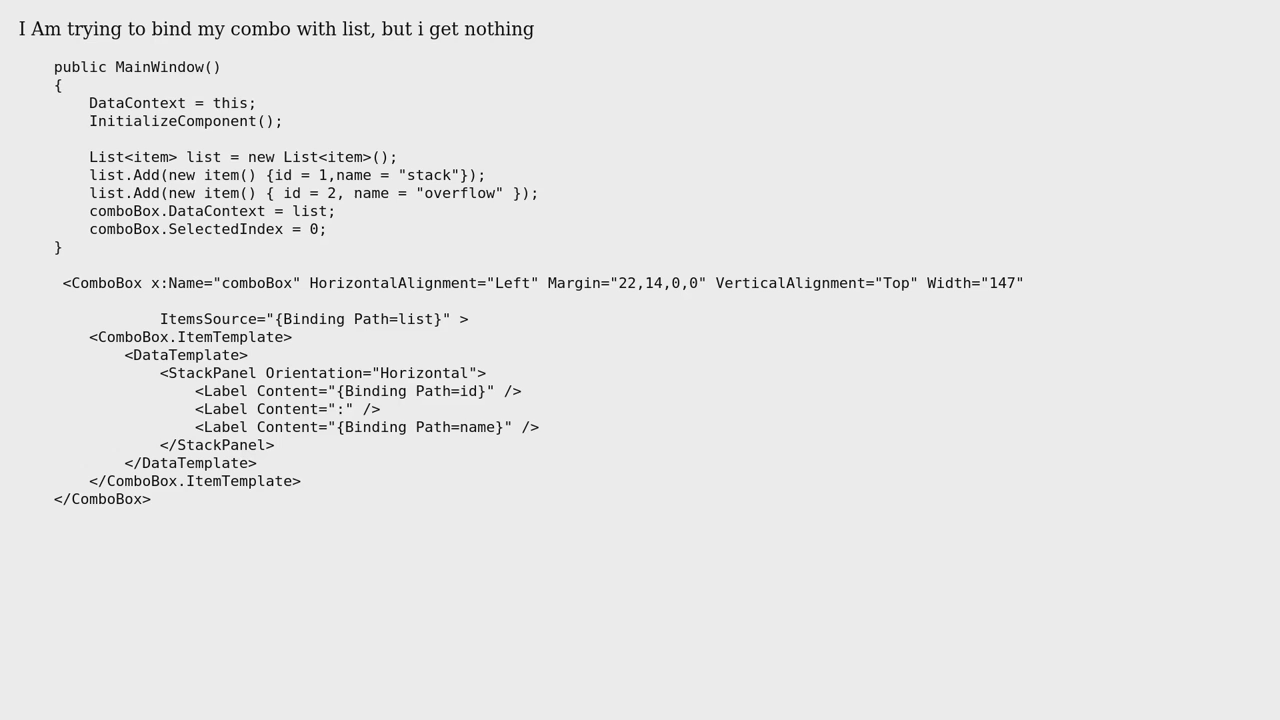 I Am trying to bind my combo with list, but i get nothing
public MainWindow()
{
DataContext = this;
InitializeComponent();
List<item> list = new List<item>();
list.Add(new item() {id = 1,name = "stack"});
list.Add(new item() { id = 2, name = "overflow" });
comboBox.DataContext = list;
comboBox.SelectedIndex = 0;
}
<ComboBox x:Name="comboBox" HorizontalAlignment="Left" Margin="22,14,0,0" VerticalAlignment="Top" Width="147"
ItemsSource="{Binding Path=list}" >
<ComboBox.ItemTemplate>
<DataTemplate>
<StackPanel Orientation="Horizontal">
<Label Content="{Binding Path=id}" />
<Label Content=":" />
<Label Content="{Binding Path=name}" />
</StackPanel>
</DataTemplate>
</ComboBox.ItemTemplate>
</ComboBox>